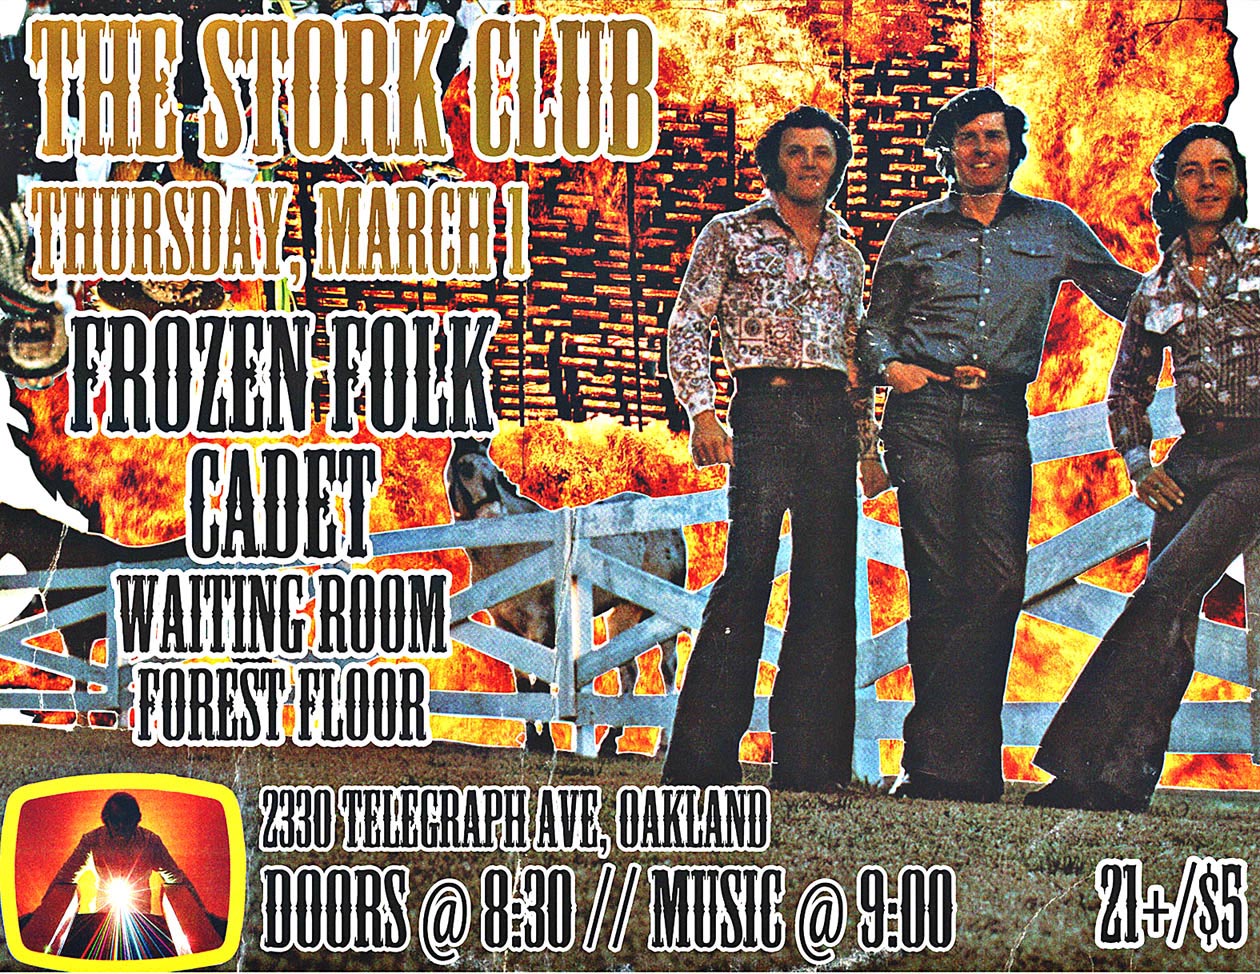 THE STORK CLUB
THURSDAY, MARCH 1
FROZEN FOLK
CADET
WAITING ROOM
FOREST FLOOR
2330 TELEGRAPH AVE, OAKLAND
DOORS @ 8:30 // MUSIC @ 9:00
21+/$5